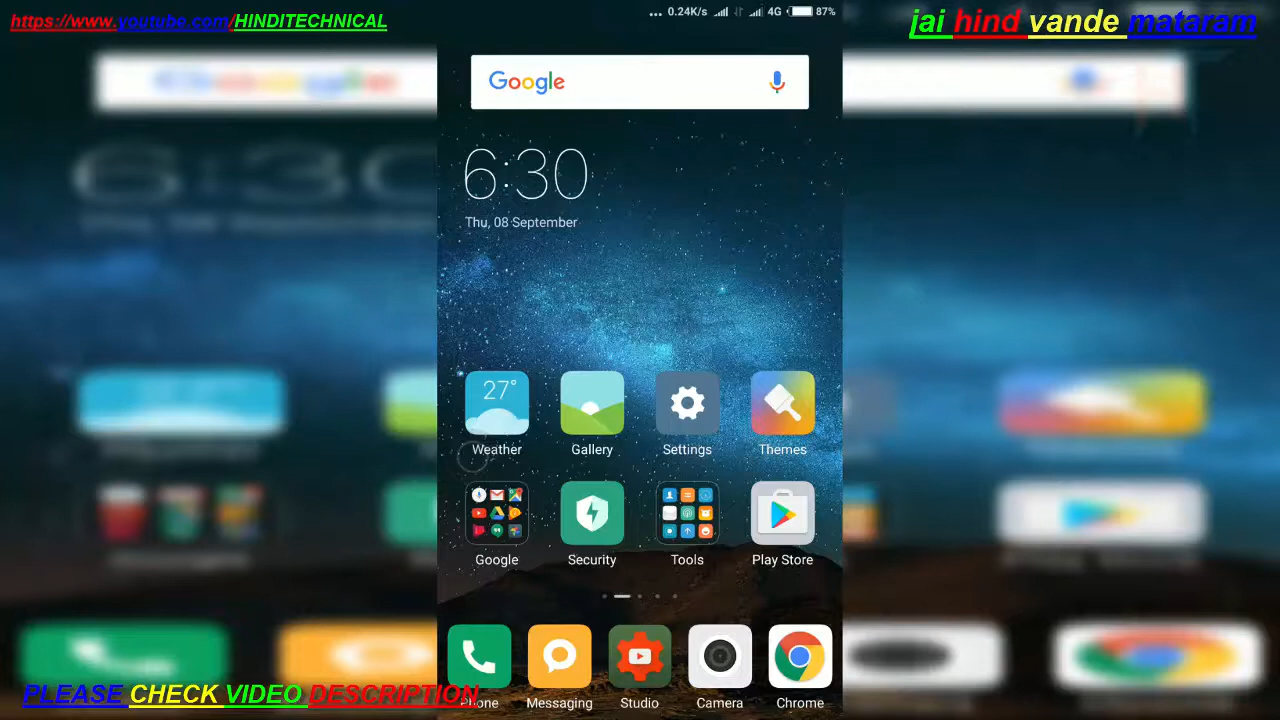 https://www.youtube.com/HINDITECHNICAL
jai hind vande mataram
... 0.24K/s 4G 87%
Google
6:30
Thu, 08 September
27°
Weather Gallery Settings Themes
Google Security Tools Play Store
PLEASE CHECK VIDEO DESCRIPTION
Phone Messaging Studio Camera Chrome